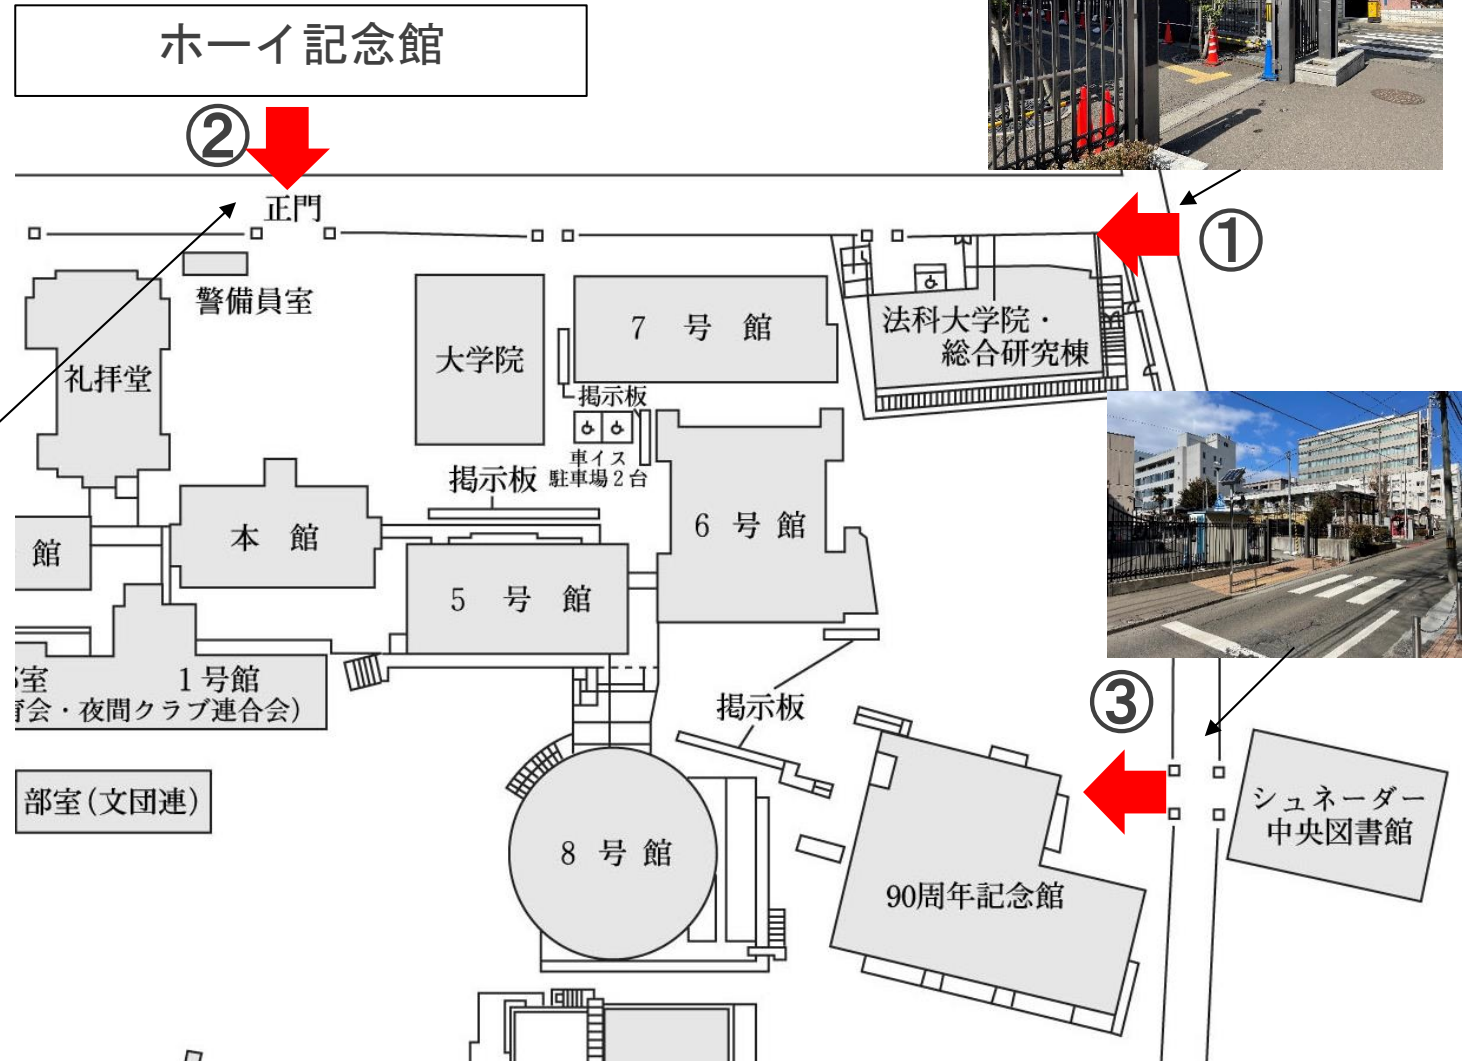 ホーイ記念館
②
正門
①
警備員室
礼拝堂
大学院
7 号 館
法科大学院・
総合研究棟
掲示板
車イス
駐車場2台
掲示板
本 館
館
5 号 館
6 号 館
室
1号館
育会・夜間クラブ連合会)
掲示板
③
部室(文団連)
8 号 館
90周年記念館
シュネーダー
中央図書館